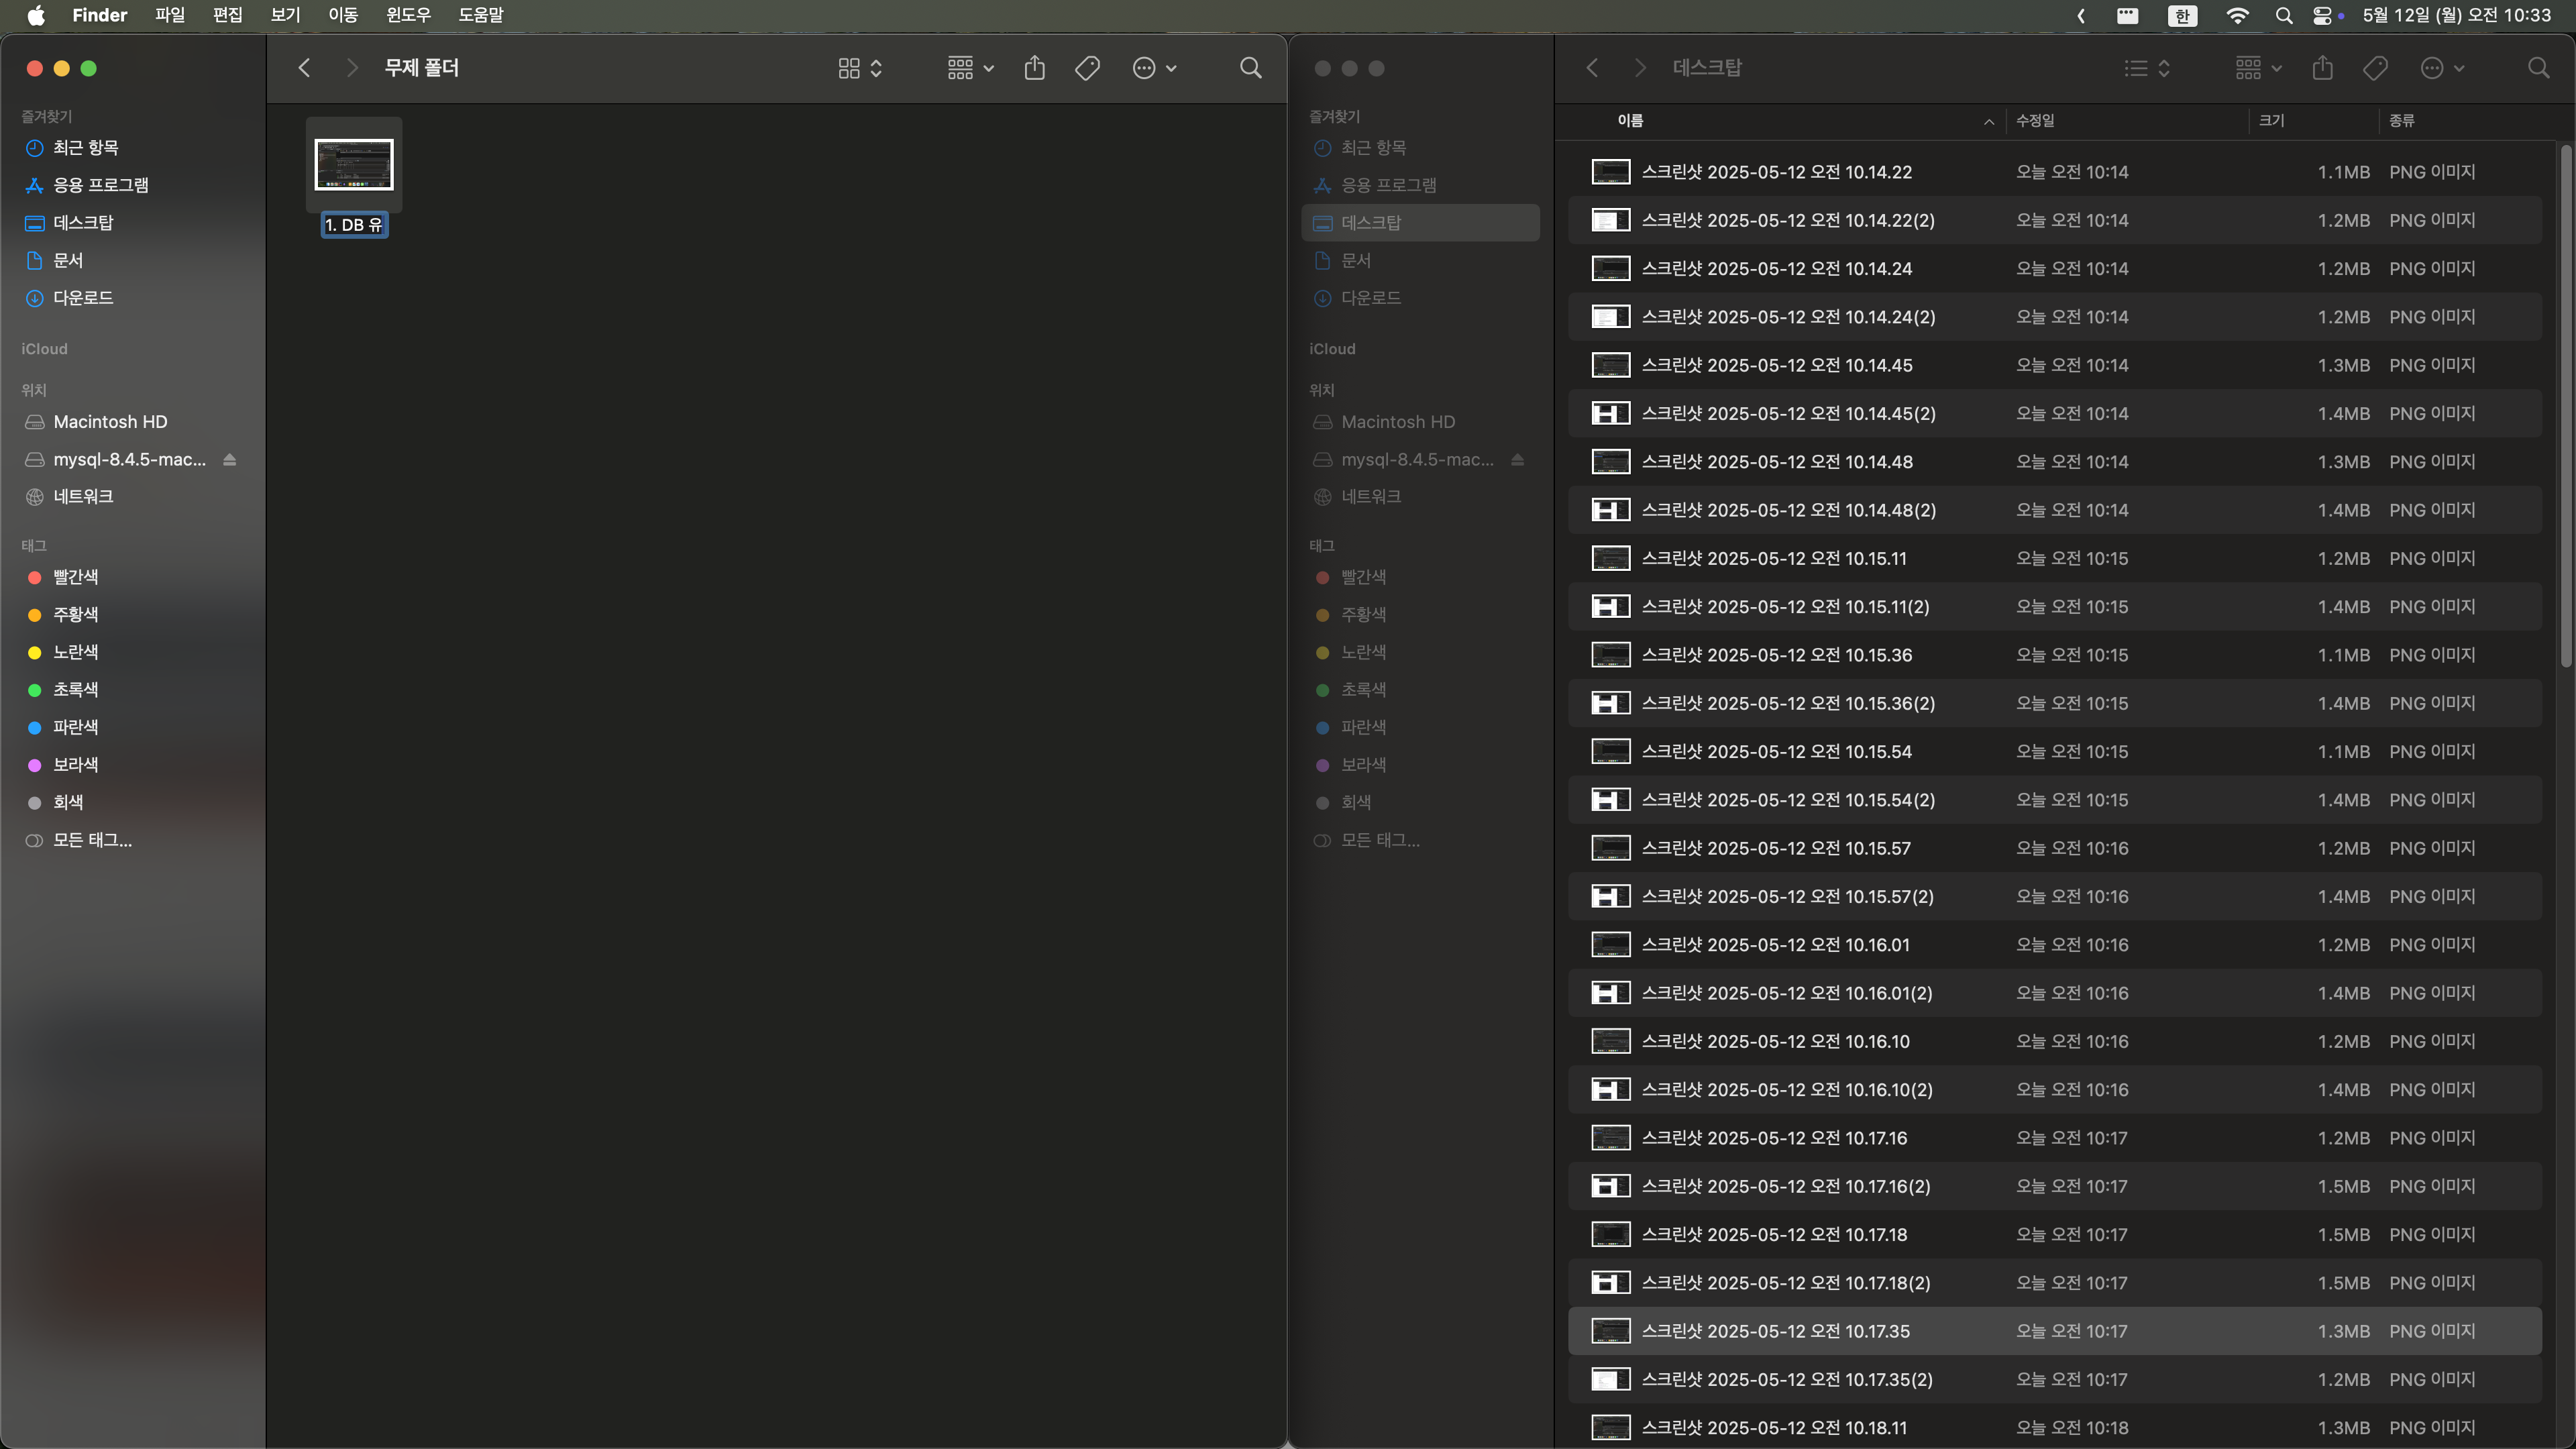 Finder 파일 편집 보기 이동 윈도우 도움말
한 5월 12일 (월) 오전 10:33
무제 폴더
즐겨찾기
최근 항목
응용 프로그램
데스크탑
문서
다운로드
iCloud
위치
Macintosh HD
mysql-8.4.5-mac...
네트워크
태그
빨간색
주황색
노란색
초록색
파란색
보라색
회색
모든 태그...
1. DB 유
데스크탑
즐겨찾기
최근 항목
응용 프로그램
데스크탑
문서
다운로드
iCloud
위치
Macintosh HD
mysql-8.4.5-mac...
네트워크
태그
빨간색
주황색
노란색
초록색
파란색
보라색
회색
모든 태그...
이름 수정일 크기 종류
스크린샷 2025-05-12 오전 10.14.22 오늘 오전 10:14 1.1MB PNG 이미지
스크린샷 2025-05-12 오전 10.14.22(2) 오늘 오전 10:14 1.2MB PNG 이미지
스크린샷 2025-05-12 오전 10.14.24 오늘 오전 10:14 1.2MB PNG 이미지
스크린샷 2025-05-12 오전 10.14.24(2) 오늘 오전 10:14 1.2MB PNG 이미지
스크린샷 2025-05-12 오전 10.14.45 오늘 오전 10:14 1.3MB PNG 이미지
스크린샷 2025-05-12 오전 10.14.45(2) 오늘 오전 10:14 1.4MB PNG 이미지
스크린샷 2025-05-12 오전 10.14.48 오늘 오전 10:14 1.3MB PNG 이미지
스크린샷 2025-05-12 오전 10.14.48(2) 오늘 오전 10:14 1.4MB PNG 이미지
스크린샷 2025-05-12 오전 10.15.11 오늘 오전 10:15 1.2MB PNG 이미지
스크린샷 2025-05-12 오전 10.15.11(2) 오늘 오전 10:15 1.4MB PNG 이미지
스크린샷 2025-05-12 오전 10.15.36 오늘 오전 10:15 1.1MB PNG 이미지
스크린샷 2025-05-12 오전 10.15.36(2) 오늘 오전 10:15 1.4MB PNG 이미지
스크린샷 2025-05-12 오전 10.15.54 오늘 오전 10:15 1.1MB PNG 이미지
스크린샷 2025-05-12 오전 10.15.54(2) 오늘 오전 10:15 1.4MB PNG 이미지
스크린샷 2025-05-12 오전 10.15.57 오늘 오전 10:16 1.2MB PNG 이미지
스크린샷 2025-05-12 오전 10.15.57(2) 오늘 오전 10:16 1.4MB PNG 이미지
스크린샷 2025-05-12 오전 10.16.01 오늘 오전 10:16 1.2MB PNG 이미지
스크린샷 2025-05-12 오전 10.16.01(2) 오늘 오전 10:16 1.4MB PNG 이미지
스크린샷 2025-05-12 오전 10.16.10 오늘 오전 10:16 1.2MB PNG 이미지
스크린샷 2025-05-12 오전 10.16.10(2) 오늘 오전 10:16 1.4MB PNG 이미지
스크린샷 2025-05-12 오전 10.17.16 오늘 오전 10:17 1.2MB PNG 이미지
스크린샷 2025-05-12 오전 10.17.16(2) 오늘 오전 10:17 1.5MB PNG 이미지
스크린샷 2025-05-12 오전 10.17.18 오늘 오전 10:17 1.5MB PNG 이미지
스크린샷 2025-05-12 오전 10.17.18(2) 오늘 오전 10:17 1.5MB PNG 이미지
스크린샷 2025-05-12 오전 10.17.35 오늘 오전 10:17 1.3MB PNG 이미지
스크린샷 2025-05-12 오전 10.17.35(2) 오늘 오전 10:17 1.2MB PNG 이미지
스크린샷 2025-05-12 오전 10.18.11 오늘 오전 10:18 1.3MB PNG 이미지